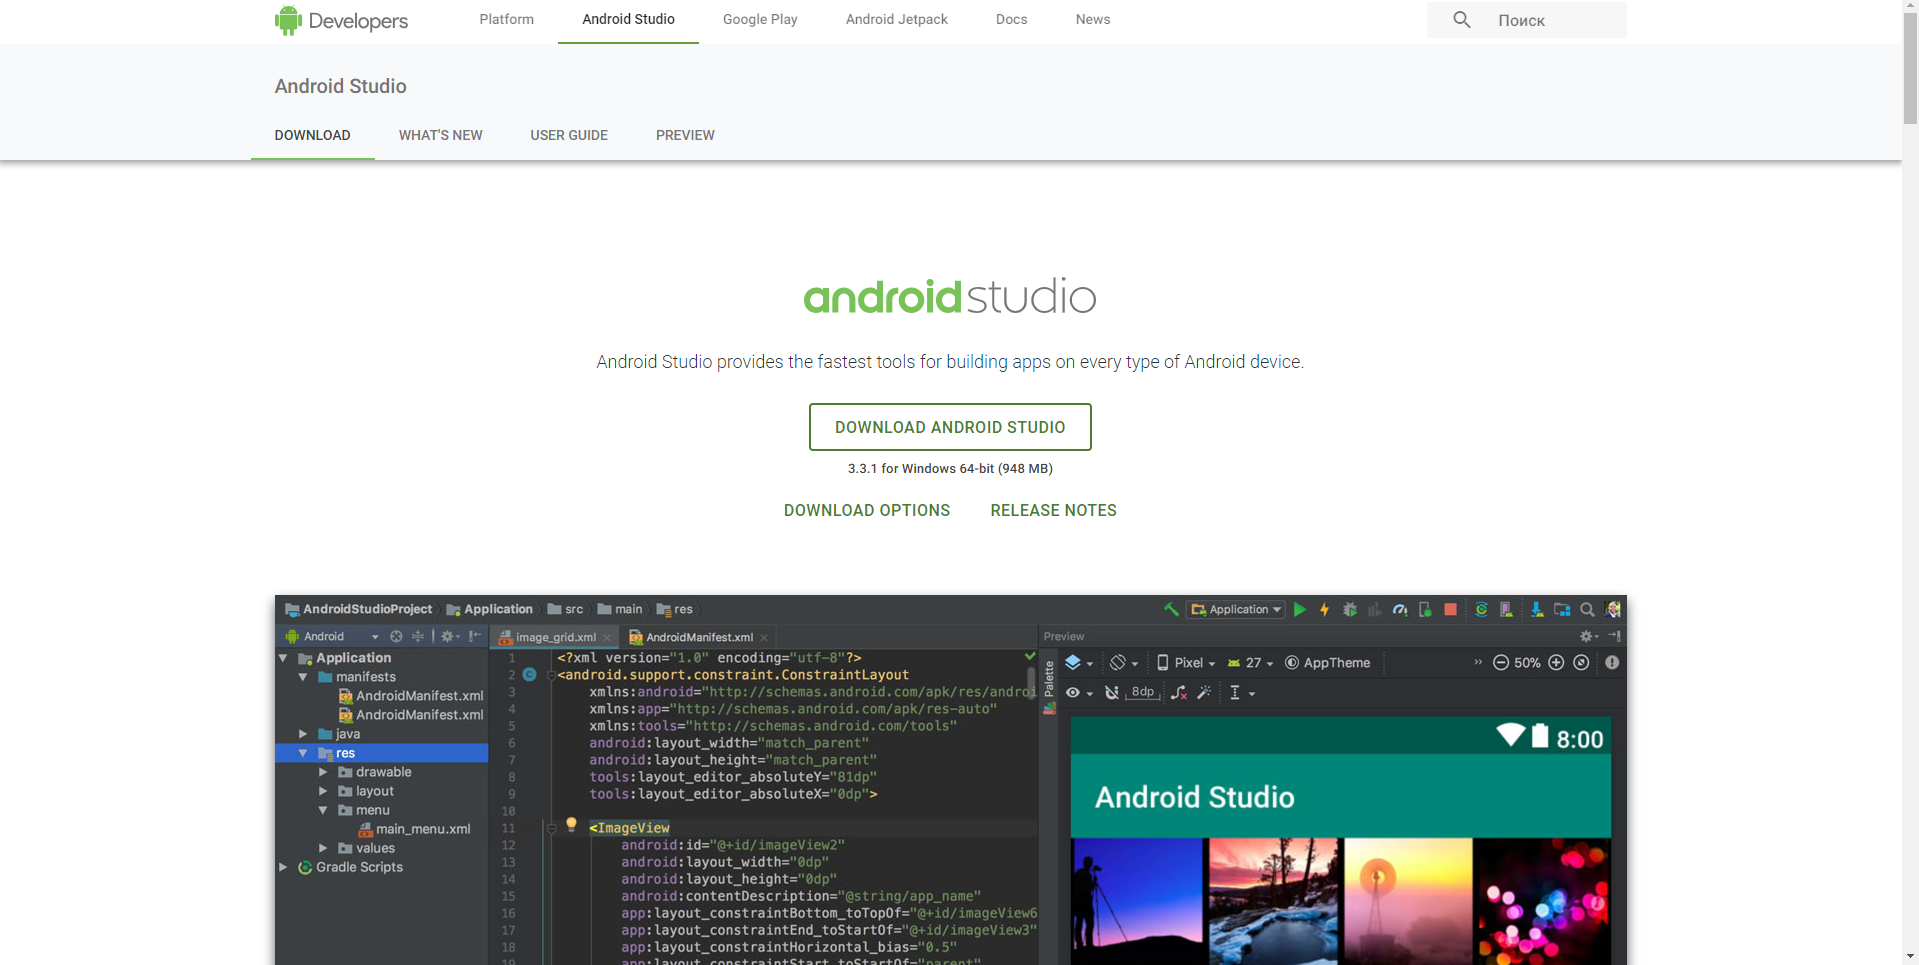 Developers Platform Android Studio Google Play Android Jetpack Docs News Поиск
Android Studio
DOWNLOAD WHAT'S NEW USER GUIDE PREVIEW
androidstudio
Android Studio provides the fastest tools for building apps on every type of Android device.
DOWNLOAD ANDROID STUDIO
3.3.1 for Windows 64-bit (948 MB)
DOWNLOAD OPTIONS RELEASE NOTES
AndroidStudioProject Application src main res Application
Android image_grid.xml AndroidManifest.xml Preview
Application
manifests
AndroidManifest.xml
AndroidManifest.xml
java
res
drawable
layout
menu
main_menu.xml
values
Gradle Scripts
1 <?xml version="1.0" encoding="utf-8"?>
2 <android.support.constraint.ConstraintLayout
3 xmlns:android="http://schemas.android.com/apk/res/androi
4 xmlns:app="http://schemas.android.com/apk/res-auto"
5 xmlns:tools="http://schemas.android.com/tools"
6 android:layout_width="match_parent"
7 android:layout_height="match_parent"
8 tools:layout_editor_absoluteY="81dp"
9 tools:layout_editor_absoluteX="0dp">
10
11 <ImageView
12 android:id="@+id/imageView2"
13 android:layout_width="0dp"
14 android:layout_height="0dp"
15 android:contentDescription="@string/app_name"
16 app:layout_constraintBottom_toTopOf="@+id/imageView6
17 app:layout_constraintEnd_toStartOf="@+id/imageView3"
18 app:layout_constraintHorizontal_bias="0.5"
19 app:layout_constraintStart_toStartOf="parent"
Palette
Pixel 27 AppTheme 50%
8dp
8:00
Android Studio